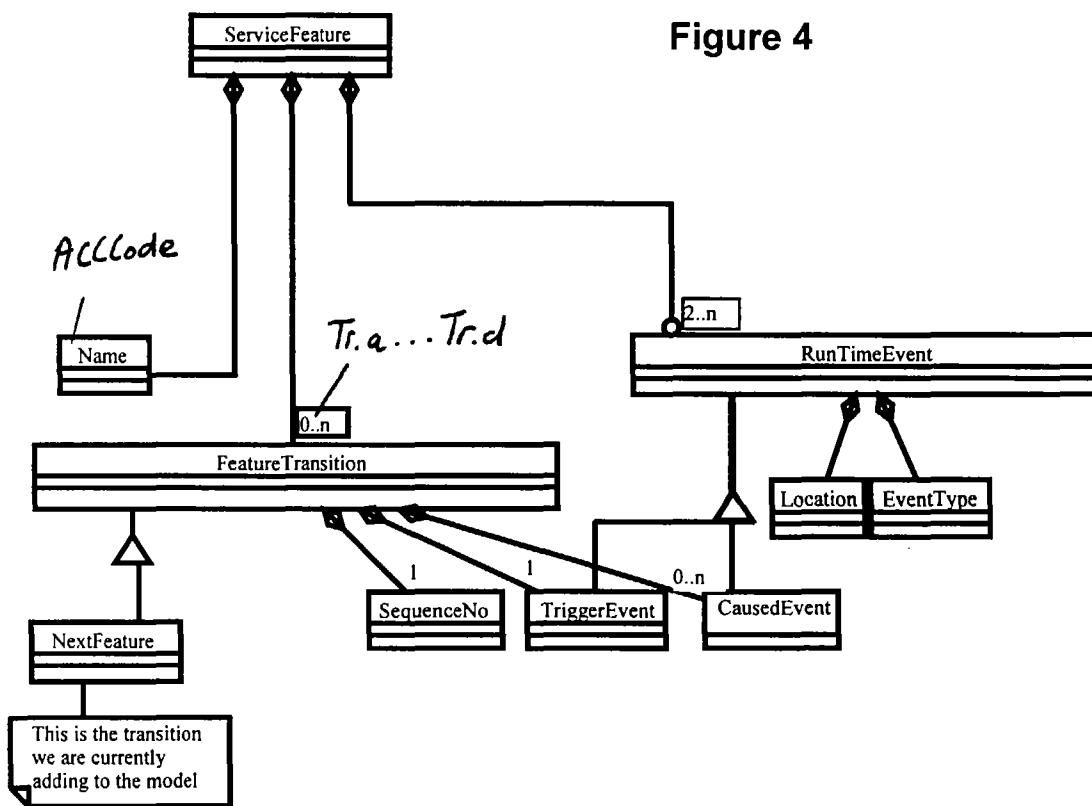 Figure 4
ServiceFeature
ACCCode
Name
Tr.a...Tr.d
2..n
RunTimeEvent
0..n
FeatureTransition
Location
EventType
1
1
0..n
SequenceNo
TriggerEvent
CausedEvent
NextFeature
This is the transition
we are currently
adding to the model